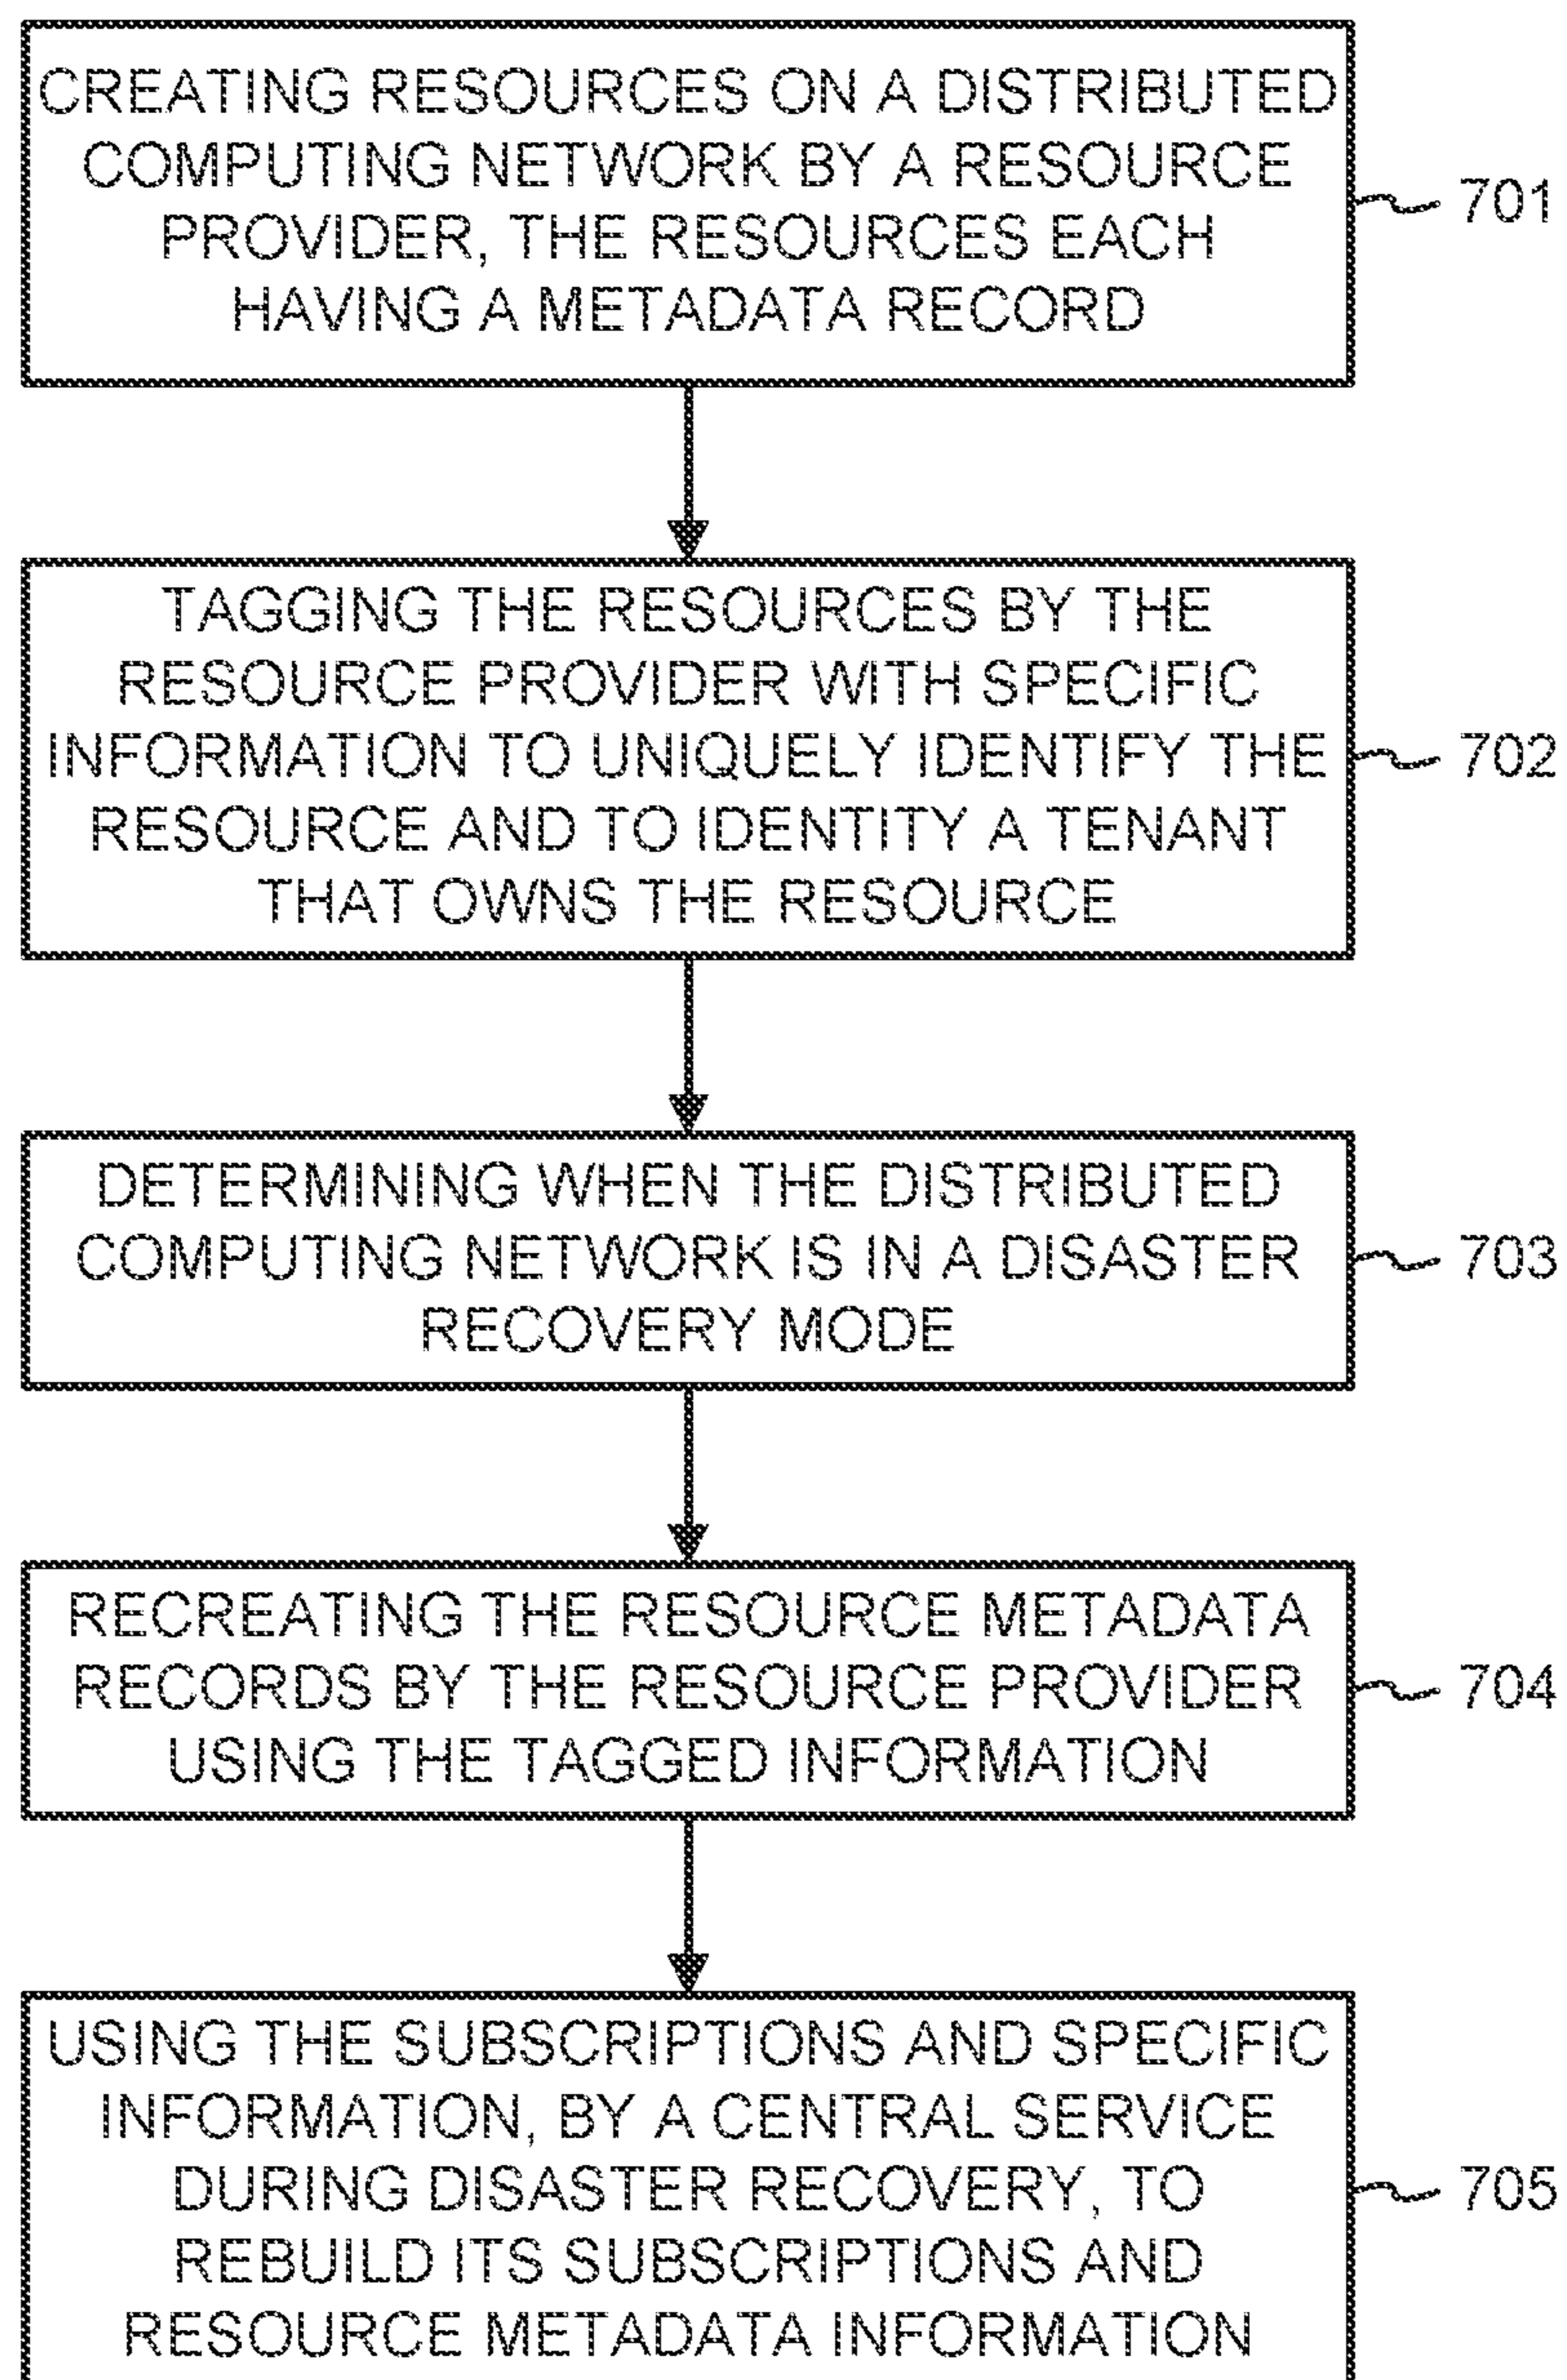 CREATING RESOURCES ON A DISTRIBUTED
COMPUTING NETWORK BY A RESOURCE
PROVIDER, THE RESOURCES EACH
HAVING A METADATA RECORD
701
TAGGING THE RESOURCES BY THE
RESOURCE PROVIDER WITH SPECIFIC
INFORMATION TO UNIQUELY IDENTIFY THE
RESOURCE AND TO IDENTITY A TENANT
THAT OWNS THE RESOURCE
702
DETERMINING WHEN THE DISTRIBUTED
COMPUTING NETWORK IS IN A DISASTER
RECOVERY MODE
703
RECREATING THE RESOURCE METADATA
RECORDS BY THE RESOURCE PROVIDER
USING THE TAGGED INFORMATION
704
USING THE SUBSCRIPTIONS AND SPECIFIC
INFORMATION, BY A CENTRAL SERVICE
DURING DISASTER RECOVERY, TO
REBUILD ITS SUBSCRIPTIONS AND
RESOURCE METADATA INFORMATION
705